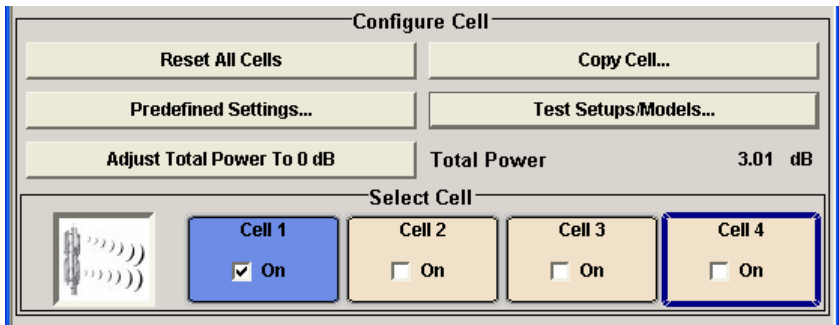 Configure Cell
Reset All Cells
Copy Cell...
Predefined Settings...
Test Setups/Models...
Adjust Total Power To 0 dB
Total Power 3.01 dB
Select Cell
Cell 1
Cell 2
Cell 3
Cell 4
On
On
On
On